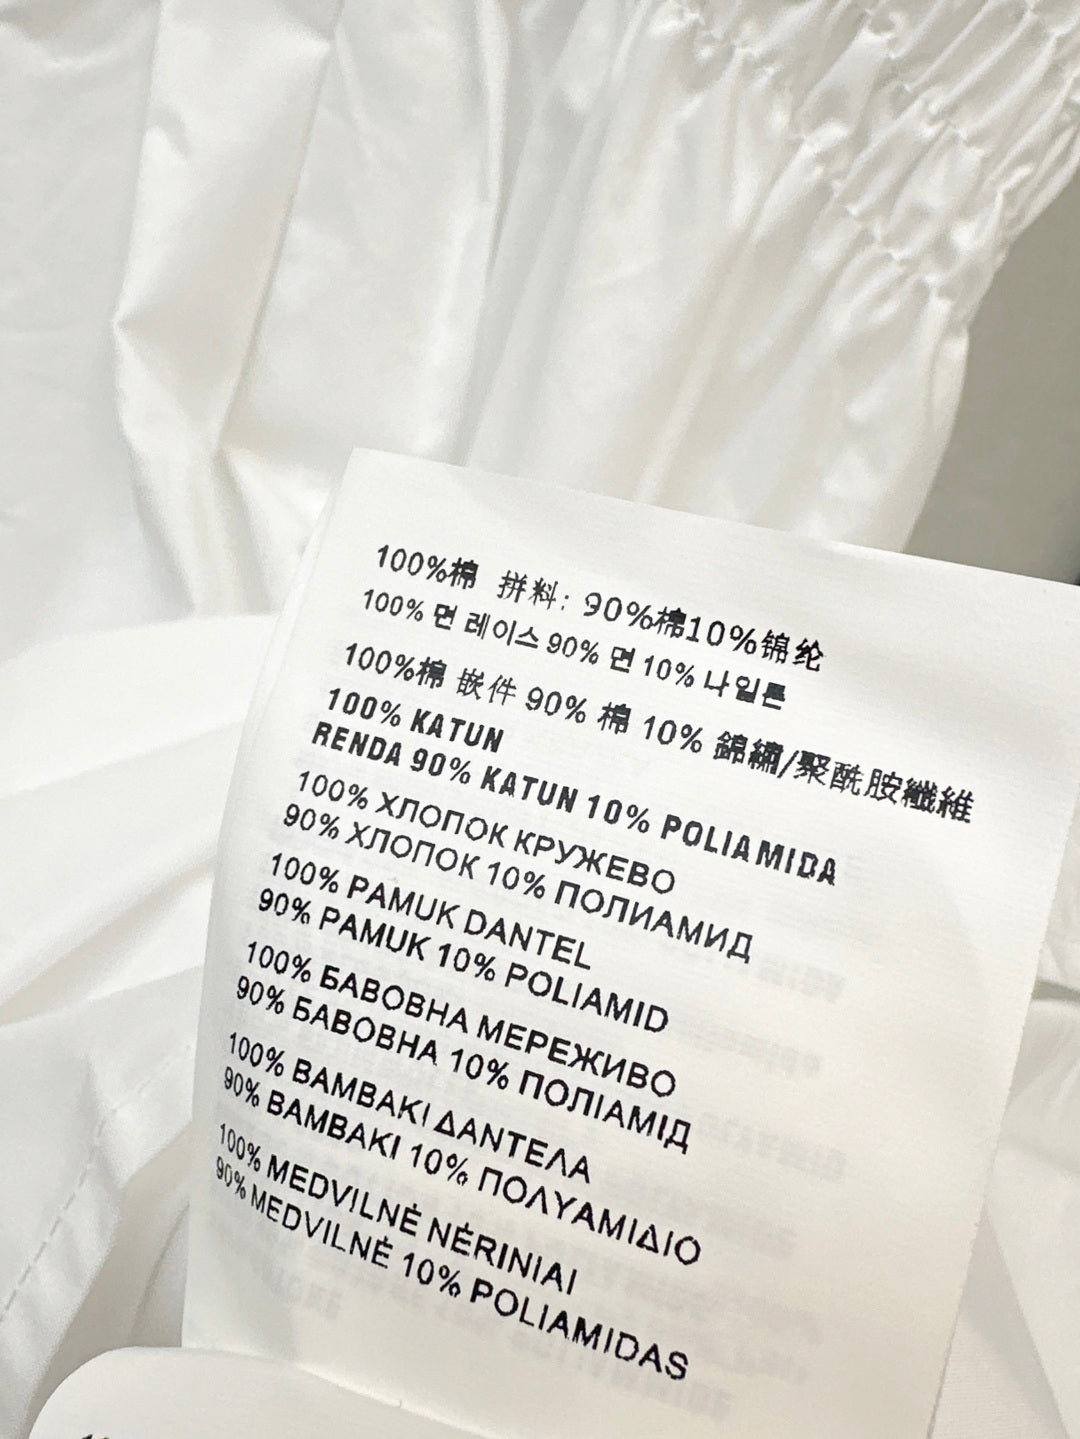 100%棉 拼料: 90%棉10%锦纶
100% 면 레이스 90% 면 10% 나일론
100%棉 嵌件 90% 棉 10% 錦綸/聚酰胺纖維
100% KATUN
RENDA 90% KATUN 10% POLIAMIDA
100% ХЛОПОК КРУЖЕВО
90% ХЛОПОК 10% ПОЛИАМИД
100% PAMUK DANTEL
90% PAMUK 10% POLIAMID
100% БАВОВНА МЕРЕЖИВО
90% БАВОВНА 10% ПОЛІАМІД
100% ΒΑΜΒΑΚΙ ΔΑΝΤΕΛΑ
90% ΒΑΜΒΑΚΙ 10% ΠΟΛΥΑΜΙΔΙΟ
100% MEDVILNĖ NĖRINIAI
90% MEDVILNĖ 10% POLIAMIDAS